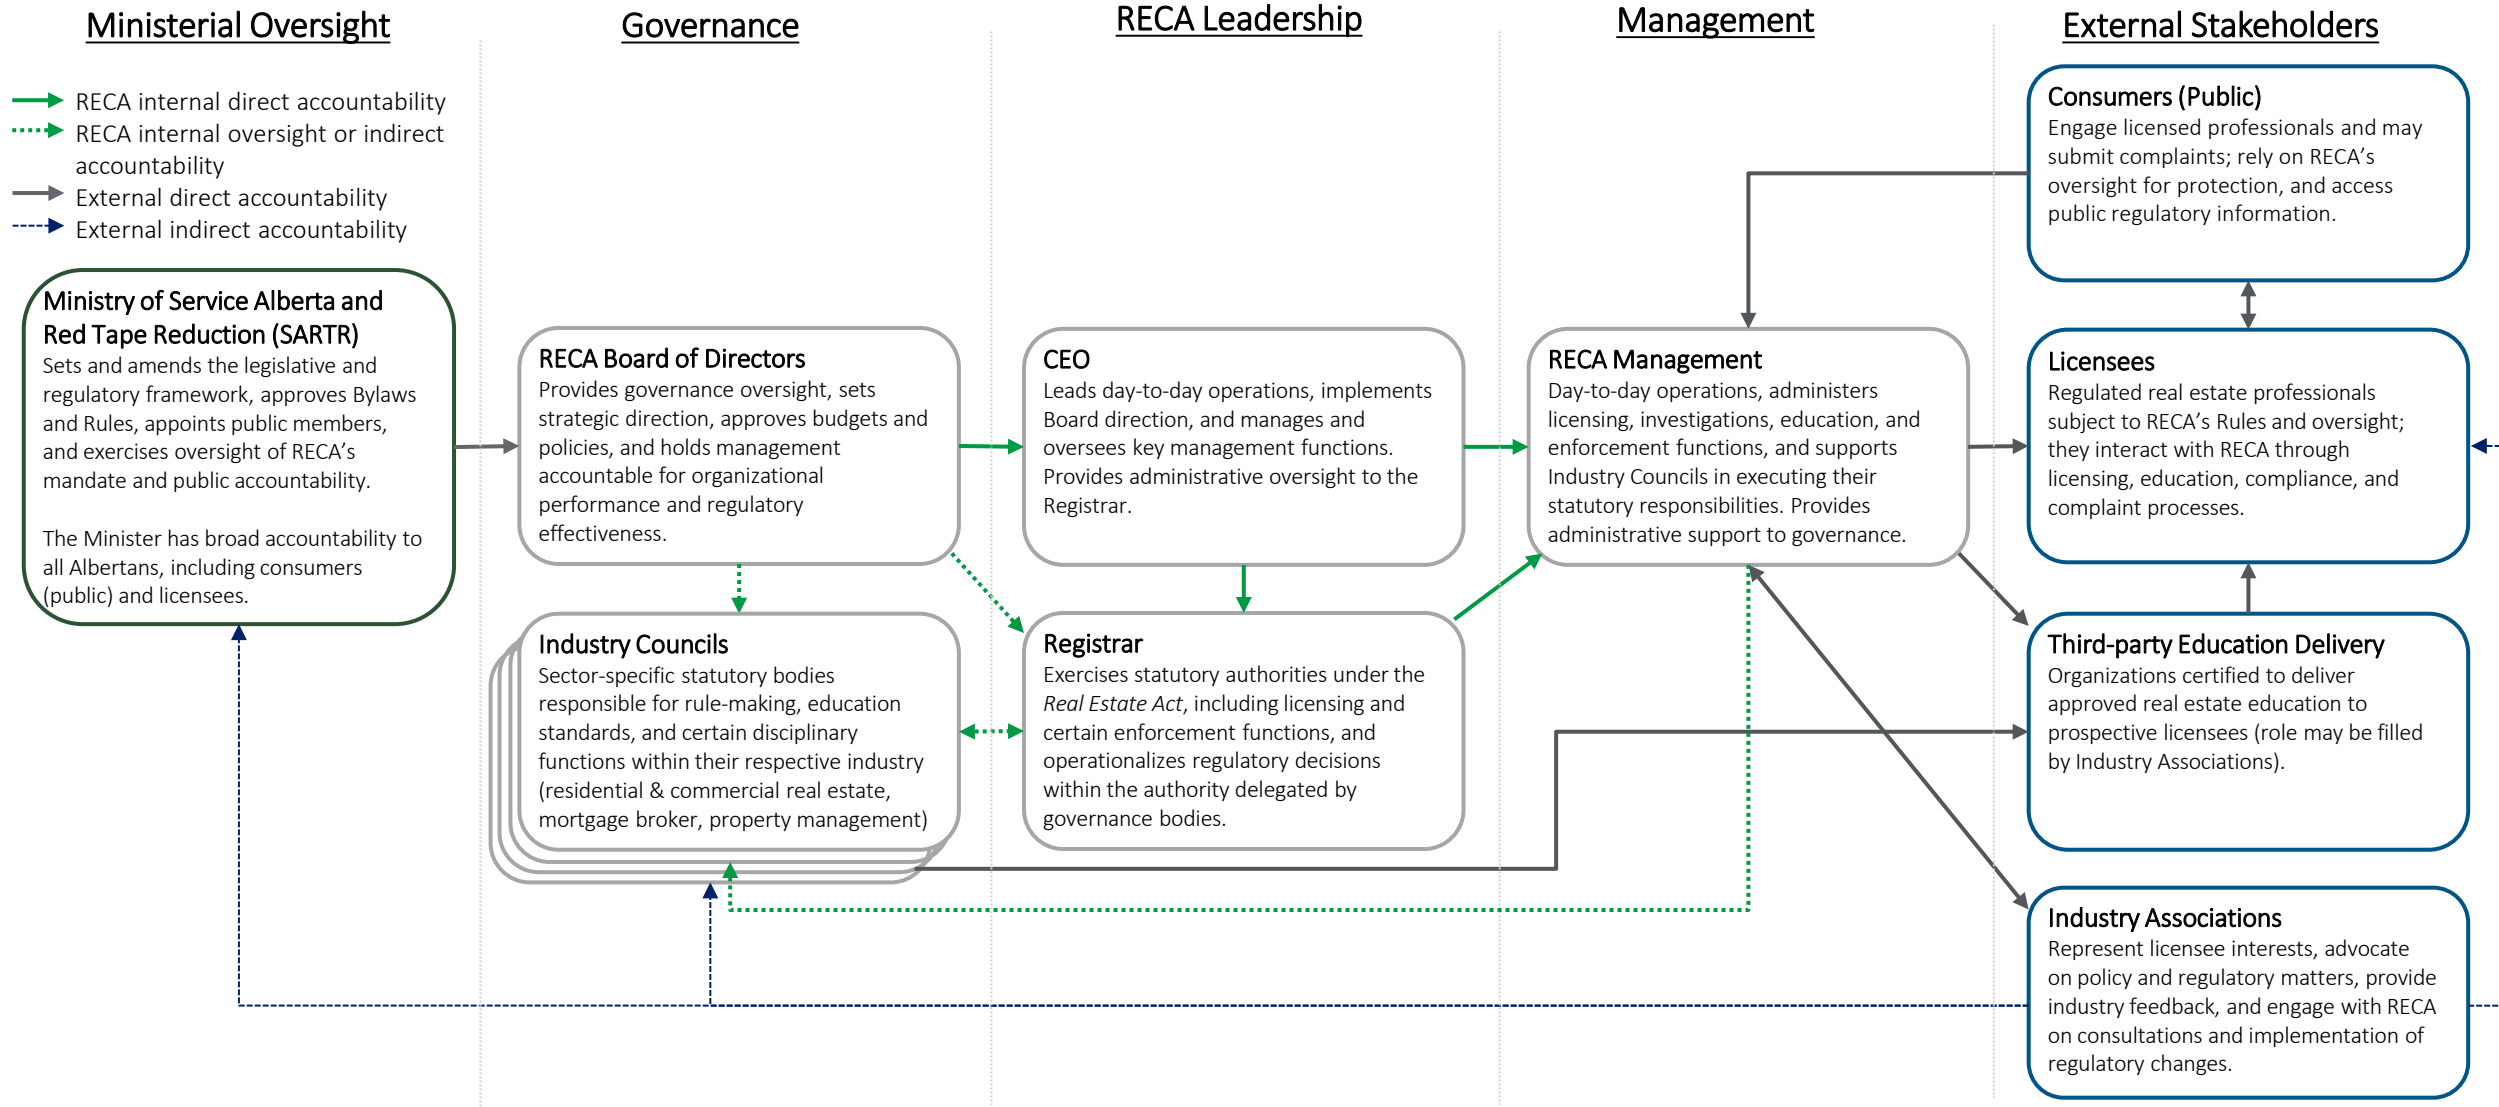 Ministerial Oversight
Governance
RECA Leadership
Management
External Stakeholders
RECA internal direct accountability
RECA internal oversight or indirect
accountability
External direct accountability
External indirect accountability
Ministry of Service Alberta and
Red Tape Reduction (SARTR)
Sets and amends the legislative and
regulatory framework, approves Bylaws
and Rules, appoints public members,
and exercises oversight of RECA’s
mandate and public accountability.
The Minister has broad accountability to
all Albertans, including consumers
(public) and licensees.
RECA Board of Directors
Provides governance oversight, sets
strategic direction, approves budgets and
policies, and holds management
accountable for organizational
performance and regulatory
effectiveness.
Industry Councils
Sector-specific statutory bodies
responsible for rule-making, education
standards, and certain disciplinary
functions within their respective industry
(residential & commercial real estate,
mortgage broker, property management)
CEO
Leads day-to-day operations, implements
Board direction, and manages and
oversees key management functions.
Provides administrative oversight to the
Registrar.
Registrar
Exercises statutory authorities under the
Real Estate Act, including licensing and
certain enforcement functions, and
operationalizes regulatory decisions
within the authority delegated by
governance bodies.
RECA Management
Day-to-day operations, administers
licensing, investigations, education, and
enforcement functions, and supports
Industry Councils in executing their
statutory responsibilities. Provides
administrative support to governance.
Consumers (Public)
Engage licensed professionals and may
submit complaints; rely on RECA’s
oversight for protection, and access
public regulatory information.
Licensees
Regulated real estate professionals
subject to RECA’s Rules and oversight;
they interact with RECA through
licensing, education, compliance, and
complaint processes.
Third-party Education Delivery
Organizations certified to deliver
approved real estate education to
prospective licensees (role may be filled
by Industry Associations).
Industry Associations
Represent licensee interests, advocate
on policy and regulatory matters, provide
industry feedback, and engage with RECA
on consultations and implementation of
regulatory changes.